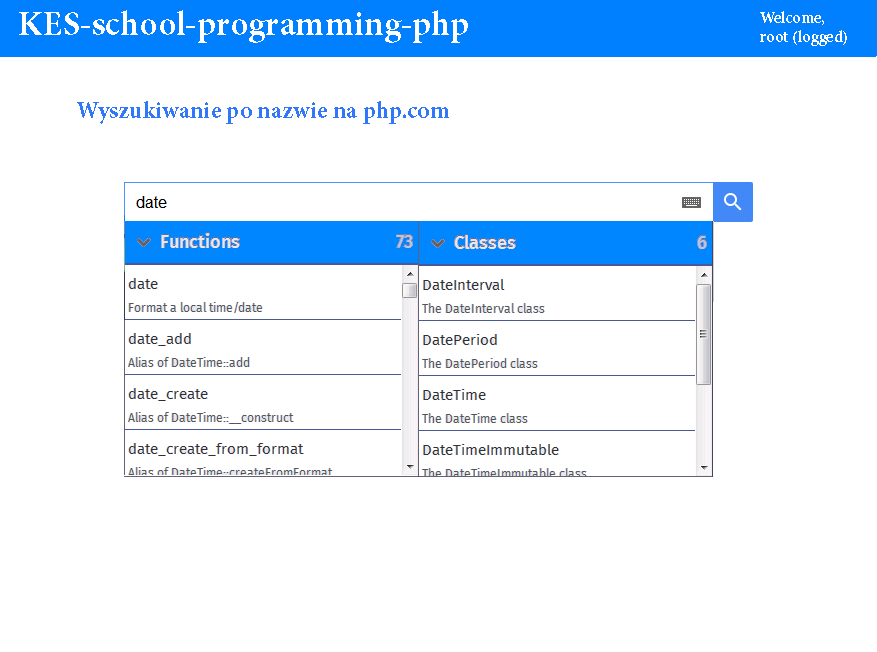 KES-school-programming-php
Welcome,
root (logged)
Wyszukiwanie po nazwie na php.com
date
Functions 73
Classes 6
date
Format a local time/date
date_add
Alias of DateTime::add
date_create
Alias of DateTime::__construct
date_create_from_format
Alias of DateTime::createFromFormat
DateInterval
The DateInterval class
DatePeriod
The DatePeriod class
DateTime
The DateTime class
DateTimeImmutable
The DateTimeImmutable class